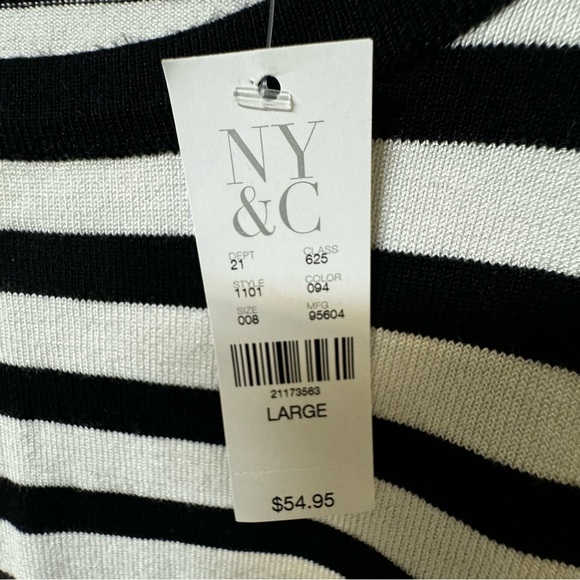 NY
&C
DEPT CLASS
21 625
STYLE COLOR
1101 094
SIZE MFG
008 95604
21173563
LARGE
$54.95